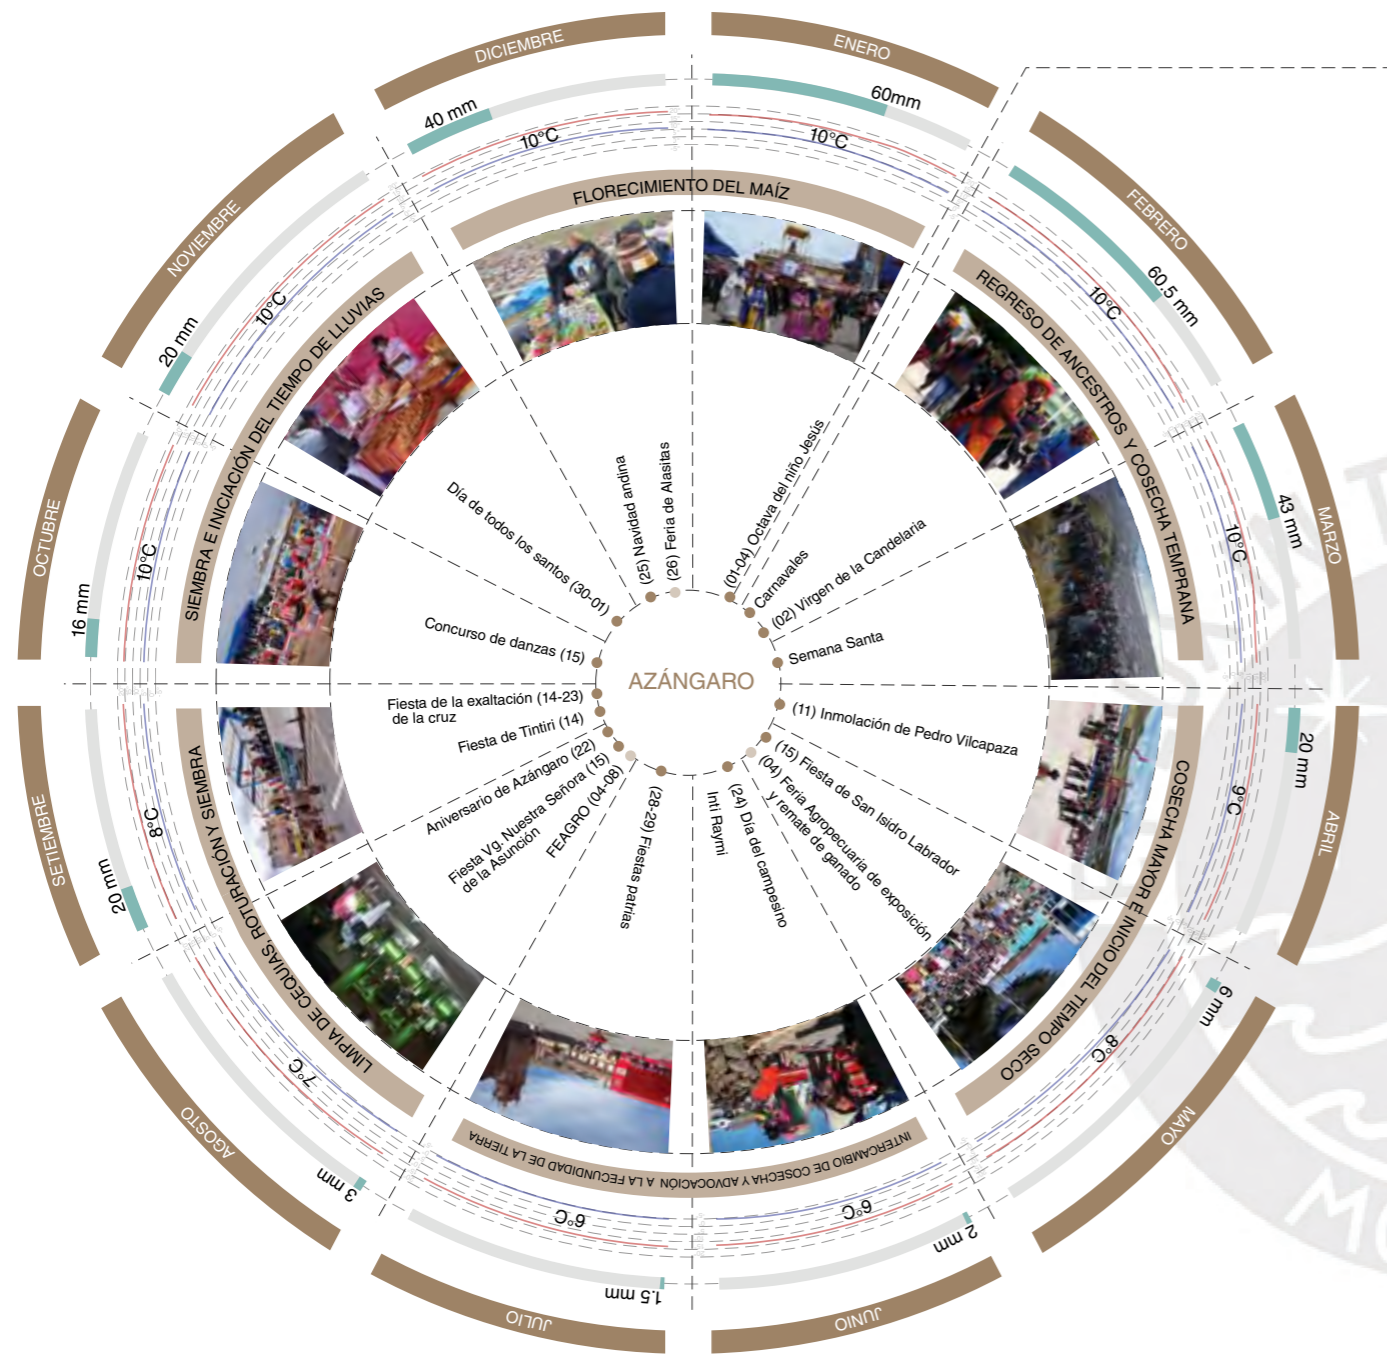 DICIEMBRE
ENERO
FEBRERO
MARZO
ABRIL
MAYO
JUNIO
JULIO
AGOSTO
SETIEMBRE
OCTUBRE
NOVIEMBRE
40 mm
60mm
60.5 mm
43 mm
20 mm
6 mm
2 mm
1.5 mm
3 mm
20 mm
16 mm
20 mm
10°C
10°C
10°C
10°C
9°C
8°C
6°C
6°C
7°C
8°C
10°C
10°C
FLORECIMIENTO DEL MAÍZ
REGRESO DE ANCESTROS Y COSECHA TEMPRANA
COSECHA MAYOR E INICIO DEL TIEMPO SECO
INTERCAMBIO DE COSECHA Y ADVOCACIÓN A LA FECUNDIDAD DE LA TIERRA
LIMPIA DE CEQUIAS, ROTURACIÓN Y SIEMBRA
SIEMBRA E INICIACIÓN DEL TIEMPO DE LLUVIAS
(25) Navidad andina
(26) Feria de Alasitas
(01-04) Octava del niño Jesús
Carnavales
(02) Virgen de la Candelaria
Semana Santa
(11) Inmolación de Pedro Vilcapaza
(15) Fiesta de San Isidro Labrador
(04) Feria Agropecuaria de exposición
y remate de ganado
(24) Día del campesino
Inti Raymi
(28-29) Fiestas patrias
FEAGRO (04-08)
Fiesta Vg. Nuestra Señora (15)
de la Asunción
Aniversario de Azángaro (22)
Fiesta de Tintiri (14)
Fiesta de la exaltación (14-23)
de la cruz
Concurso de danzas (15)
Día de todos los santos (30-01)
AZÁNGARO